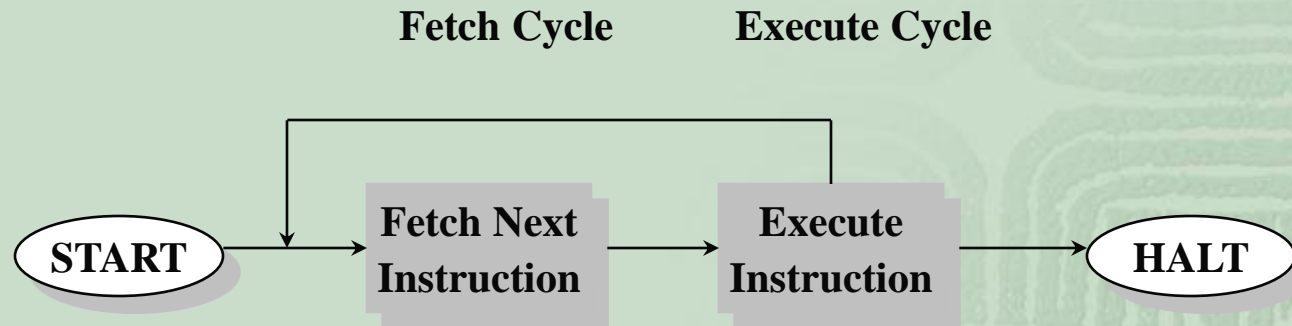 Fetch Cycle
Execute Cycle
START
Fetch Next
Instruction
Execute
Instruction
HALT